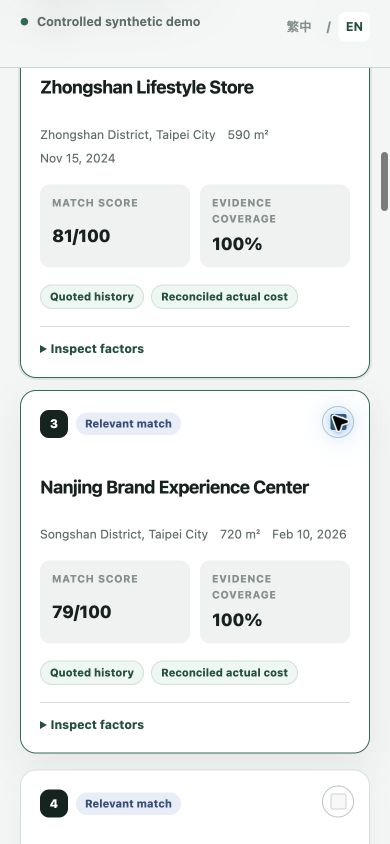 Controlled synthetic demo
繁中 / EN
Zhongshan Lifestyle Store
Zhongshan District, Taipei City 590 m²
Nov 15, 2024
MATCH SCORE
81/100
EVIDENCE
COVERAGE
100%
Quoted history
Reconciled actual cost
Inspect factors
3
Relevant match
Nanjing Brand Experience Center
Songshan District, Taipei City 720 m² Feb 10, 2026
MATCH SCORE
79/100
EVIDENCE
COVERAGE
100%
Quoted history
Reconciled actual cost
Inspect factors
4
Relevant match